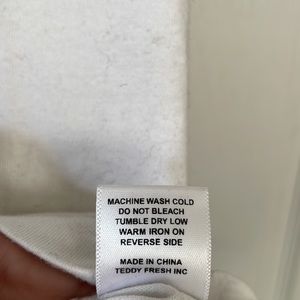 MACHINE WASH COLD
DO NOT BLEACH
TUMBLE DRY LOW
WARM IRON ON
REVERSE SIDE
MADE IN CHINA
TEDDY FRESH INC